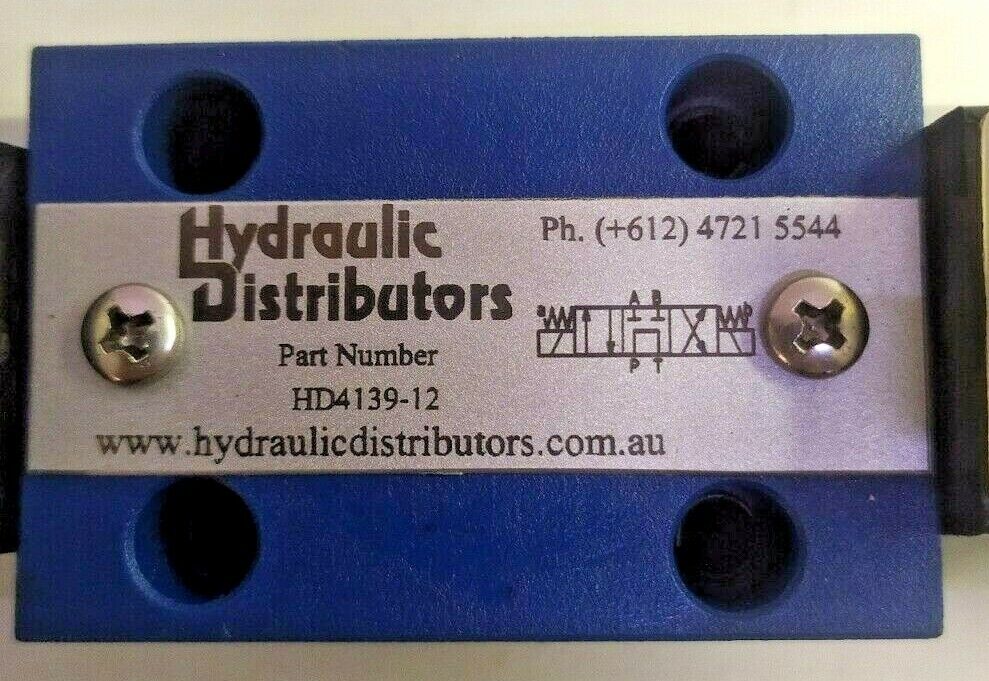 Hydraulic
Distributors
Ph. (+612) 4721 5544
Part Number
HD4139-12
www.hydraulicdistributors.com.au
a
A B
b
P T